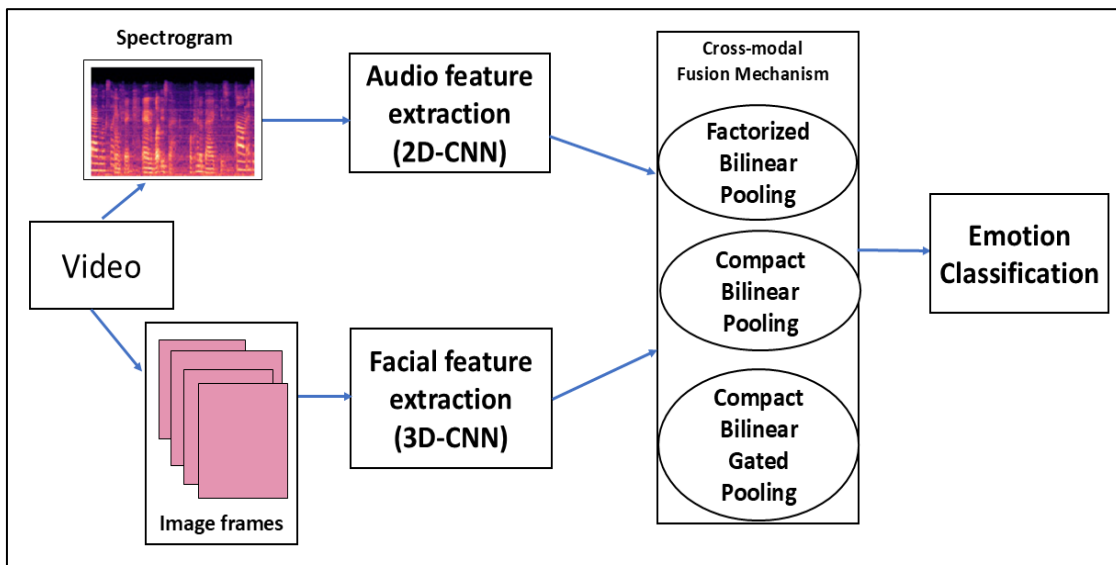 Spectrogram
Video
Image frames
Audio feature
extraction
(2D-CNN)
Facial feature
extraction
(3D-CNN)
Cross-modal
Fusion Mechanism
Factorized
Bilinear
Pooling
Compact
Bilinear
Pooling
Compact
Bilinear
Gated
Pooling
Emotion
Classification